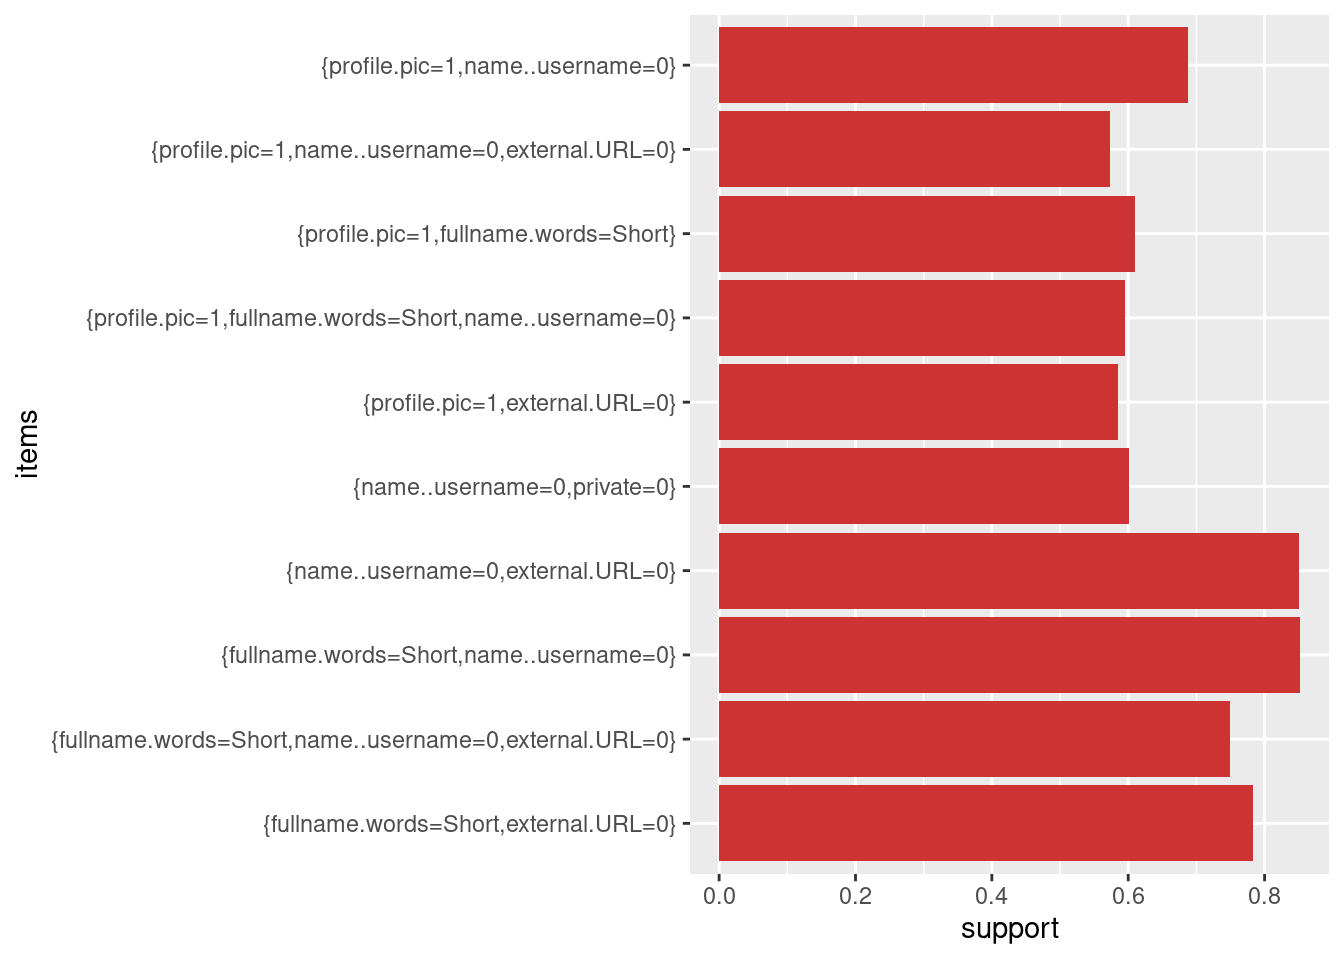 {profile.pic=1,name..username=0}
{profile.pic=1,name..username=0,external.URL=0}
{profile.pic=1,fullname.words=Short}
{profile.pic=1,fullname.words=Short,name..username=0}
{profile.pic=1,external.URL=0}
{name..username=0,private=0}
{name..username=0,external.URL=0}
{fullname.words=Short,name..username=0}
{fullname.words=Short,name..username=0,external.URL=0}
{fullname.words=Short,external.URL=0}
items
0.0 0.2 0.4 0.6 0.8
support